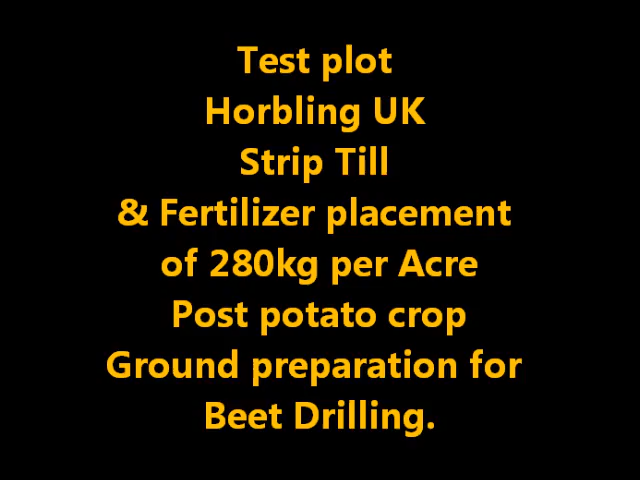 Test plot
Horbling UK
Strip Till
& Fertilizer placement
of 280kg per Acre
Post potato crop
Ground preparation for
Beet Drilling.